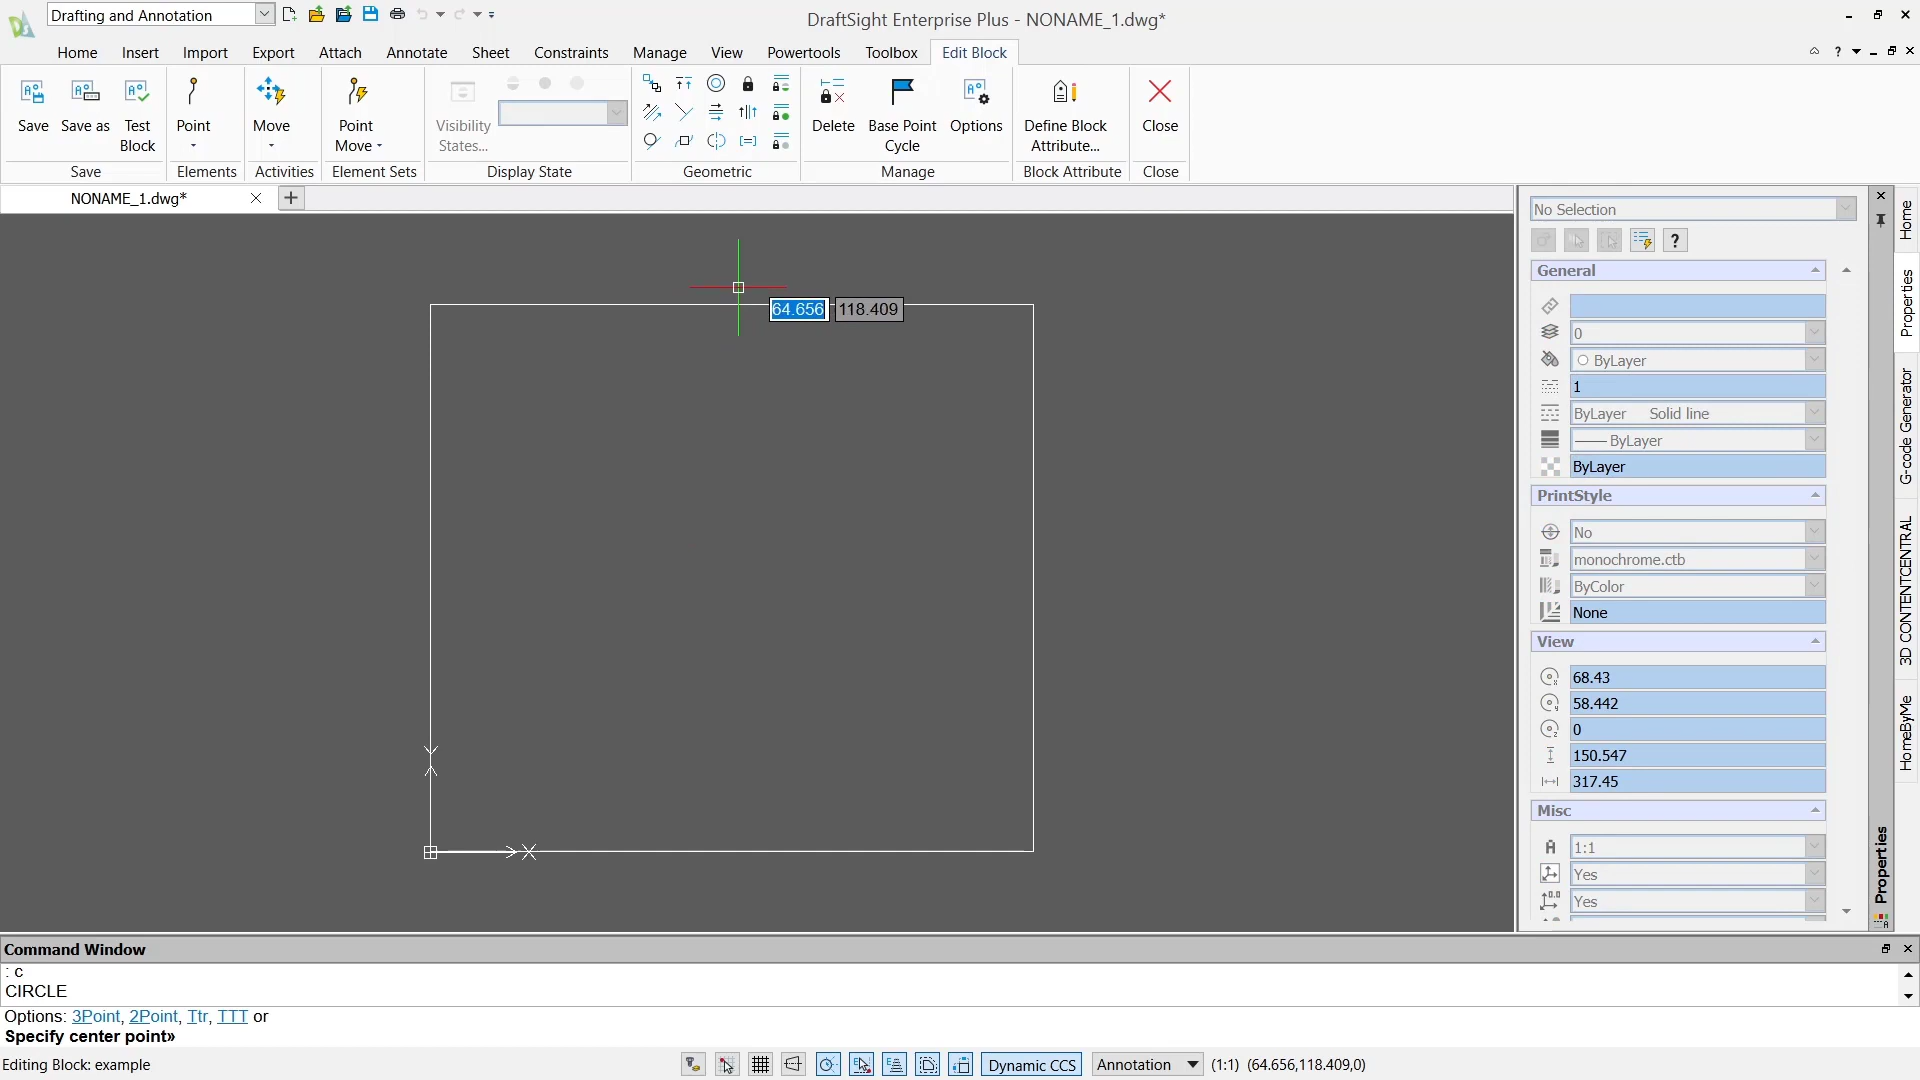 Drafting and Annotation
DraftSight Enterprise Plus - NONAME_1.dwg*
Home Insert Import Export Attach Annotate Sheet Constraints Manage View Powertools Toolbox Edit Block
Save Save as Test Block
Point
Move
Point Move
Visibility States...
Delete Base Point Cycle Options
Define Block Attribute...
Close
Save Elements Activities Element Sets Display State Geometric Manage Block Attribute Close
NONAME_1.dwg*
64.656 118.409
X
No Selection
General
0
ByLayer
1
ByLayer Solid line
ByLayer
ByLayer
PrintStyle
No
monochrome.ctb
ByColor
None
View
68.43
58.442
0
150.547
317.45
Misc
1:1
Yes
Yes
Properties
Home
Properties
G-code Generator
3D CONTENTCENTRAL
HomeByMe
Command Window
: c
CIRCLE
Options: 3Point, 2Point, Ttr, TTT or
Specify center point»
Editing Block: example
Dynamic CCS Annotation (1:1) (64.656,118.409,0)